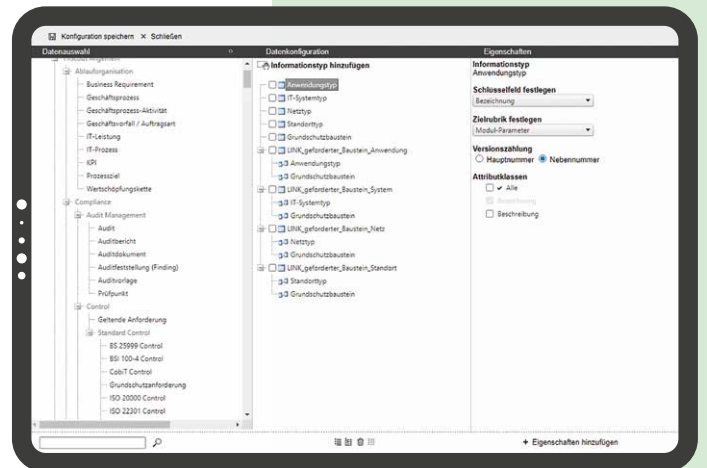 Konfiguration speichern × Schließen
Datenauswahl
Datenkonfiguration
Eigenschaften
Ablauforganisation
Business Requirement
Geschäftsprozess
Geschäftsprozess-Aktivität
Geschäftsvorfall / Auftragsart
IT-Leistung
IT-Prozess
KPI
Prozessziel
Wertschöpfungskette
Compliance
Audit Management
Audit
Auditbericht
Auditdokument
Auditfeststellung (Finding)
Auditvorlage
Prüfpunkt
Control
Geltende Anforderung
Standard Control
BS 25999 Control
BSI 100-4 Control
CobiT Control
Grundschutzanforderung
ISO 20000 Control
ISO 22301 Control
Informationstyp hinzufügen
Anwendungstyp
IT-Systemtyp
Netztyp
Standorttyp
Grundschutzbaustein
LINK_geforderter_Baustein_Anwendung
Anwendungstyp
Grundschutzbaustein
LINK_geforderter_Baustein_System
IT-Systemtyp
Grundschutzbaustein
LINK_geforderter_Baustein_Netz
Netztyp
Grundschutzbaustein
LINK_geforderter_Baustein_Standort
Standorttyp
Grundschutzbaustein
Informationstyp
Anwendungstyp
Schlüsselfeld festlegen
Bezeichnung
Zielrubrik festlegen
Modul-Parameter
Versionszählung
Hauptnummer Nebennummer
Attributklassen
Alle
Beschreibung
+ Eigenschaften hinzufügen